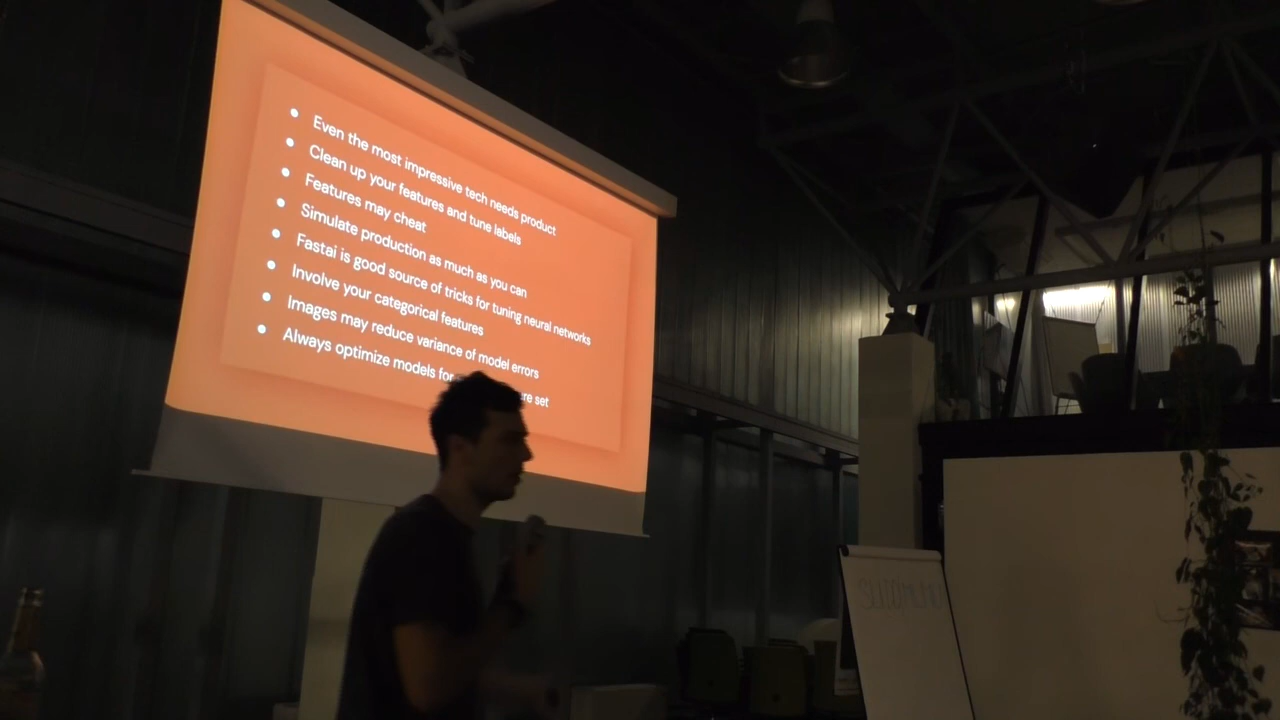 Even the most impressive tech needs product
Clean up your features and tune labels
Features may cheat
Simulate production as much as you can
Fastai is good source of tricks for tuning neural networks
Involve your categorical features
Images may reduce variance of model errors
Always optimize models for set